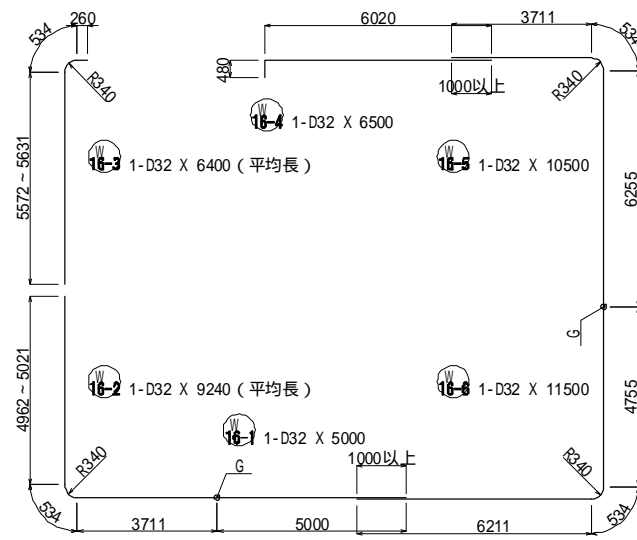 6020
3711
534
260
534
480
R340
R340
1000以上
W
16-4 1-D32 X 6500
W
16-3 1-D32 X 6400 (平均長)
W
16-5 1-D32 X 10500
5572 ~ 5631
6255
G
4962 ~ 5021
4755
W
16-2 1-D32 X 9240 (平均長)
W
16-6 1-D32 X 11500
W
16-1 1-D32 X 5000
1000以上
R340
G
R340
534
3711
5000
6211
534